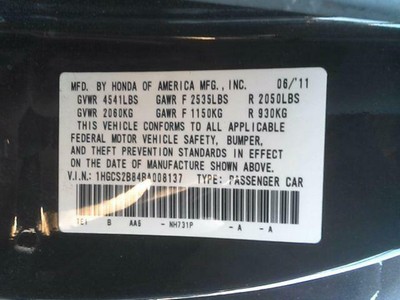 MFD. BY HONDA OF AMERICA MFG., INC. 06/'11
GVWR 4541LBS GAWR F 2535LBS R 2050LBS
GVWR 2060KG GAWR F 1150KG R 930KG
THIS VEHICLE CONFORMS TO ALL APPLICABLE
FEDERAL MOTOR VEHICLE SAFETY, BUMPER,
AND THEFT PREVENTION STANDARDS IN EFFECT
ON THE DATE OF MANUFACTURE SHOWN ABOVE.
V.I.N.: 1HGCS2B84BA008137 TYPE: PASSENGER CAR
TE1 B AA5 - NH731P - A - A